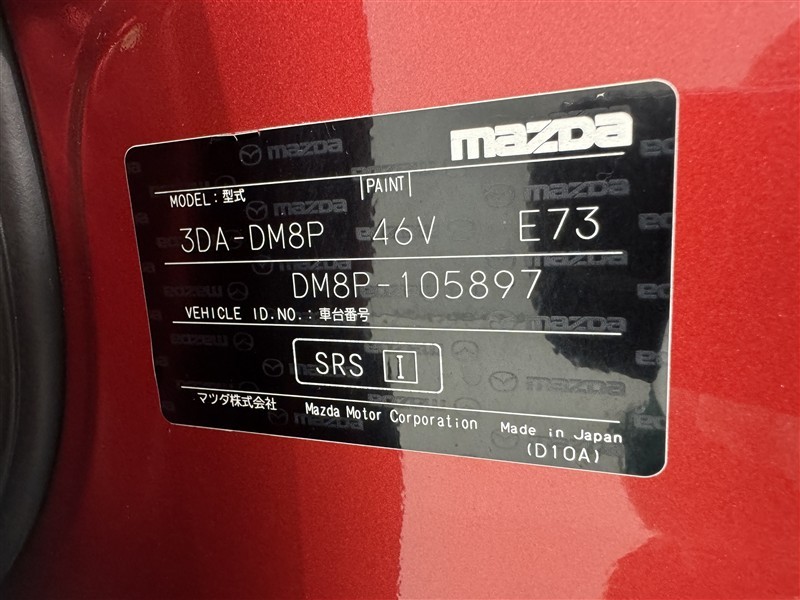 mazda
MODEL：型式 PAINT
3DA-DM8P 46V E73
DM8P-105897
VEHICLE ID.NO.：車台番号
SRS I
マツダ株式会社 Mazda Motor Corporation Made in Japan
(D10A)